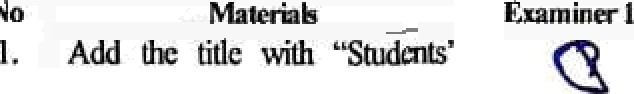 No Materials Examiner 1
1. Add the title with “Students’